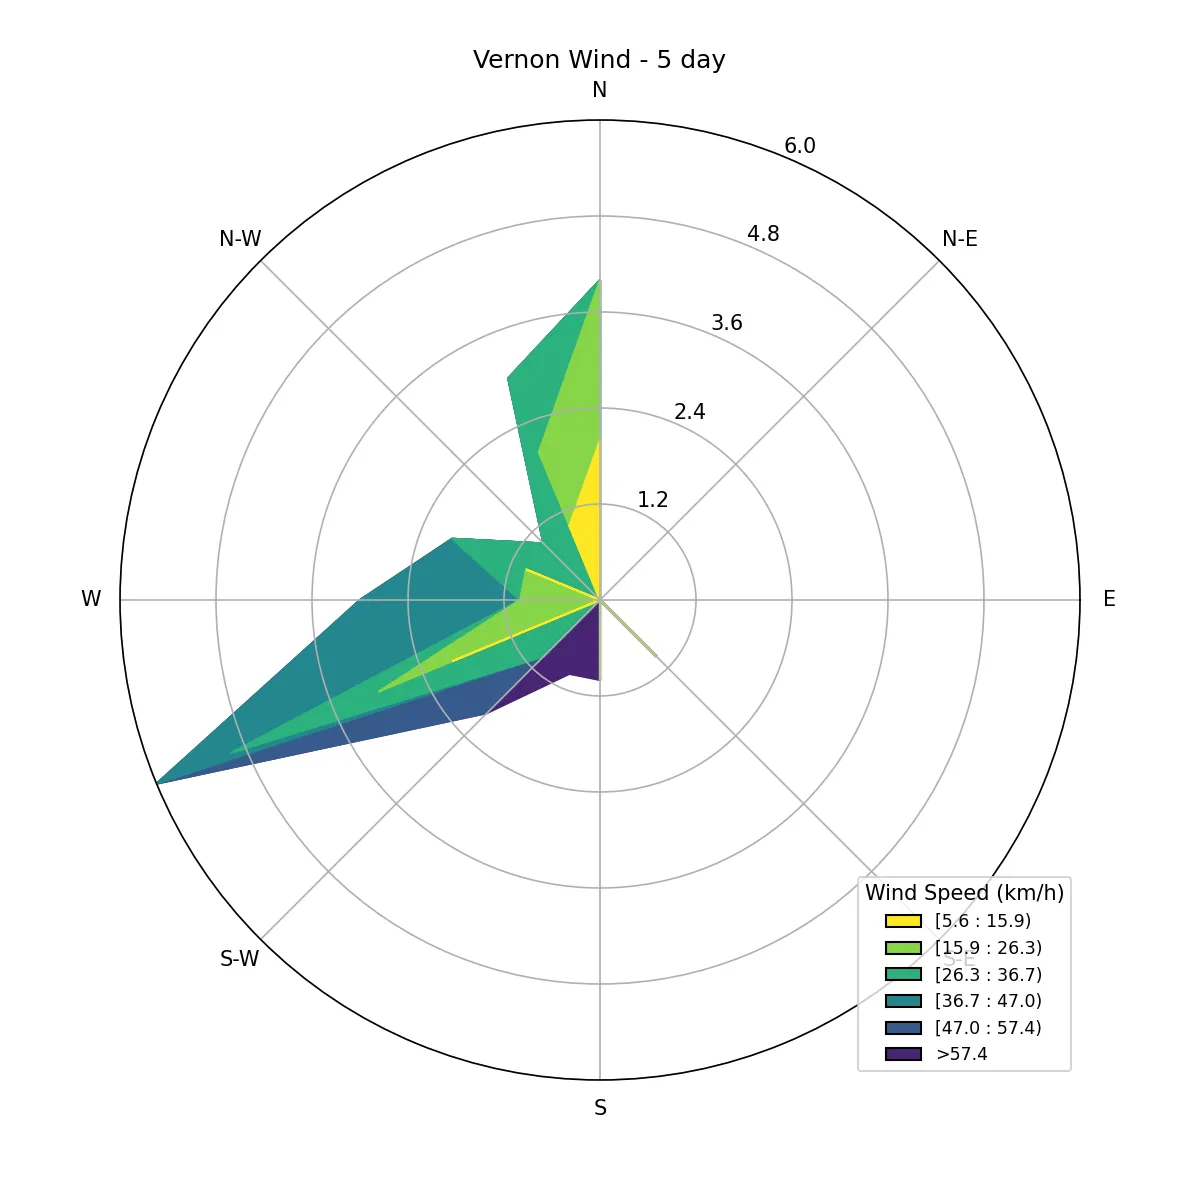 Vernon Wind - 5 day
N
6.0
N-W
4.8
N-E
3.6
2.4
1.2
W
E
S-W
S-E
S
Wind Speed (km/h)
[5.6 : 15.9)
[15.9 : 26.3)
[26.3 : 36.7)
[36.7 : 47.0)
[47.0 : 57.4)
>57.4